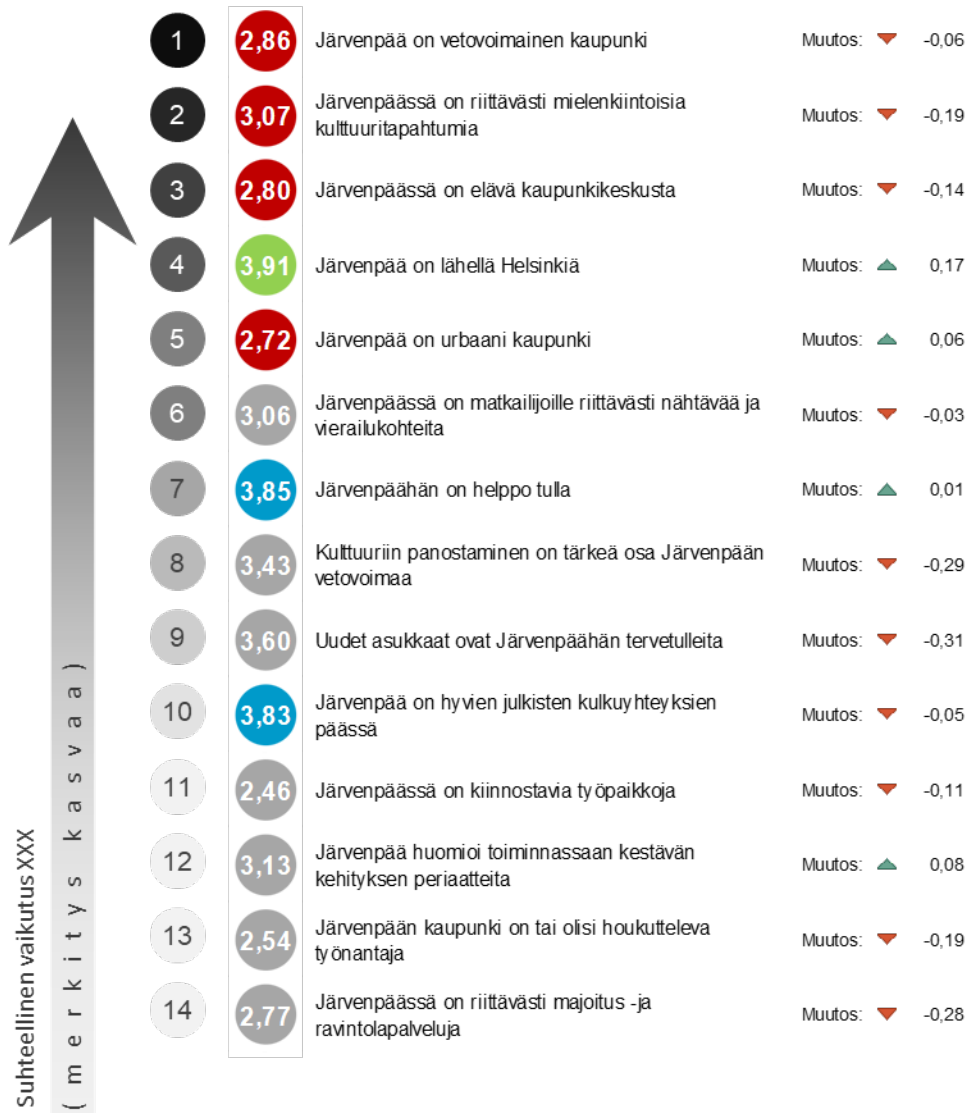 1 2,86 Järvenpää on vetovoimainen kaupunki Muutos: -0,06
2 3,07 Järvenpäässä on riittävästi mielenkiintoisia
kulttuuritapahtumia Muutos: -0,19
3 2,80 Järvenpäässä on elävä kaupunkikeskusta Muutos: -0,14
4 3,91 Järvenpää on lähellä Helsinkiä Muutos: 0,17
5 2,72 Järvenpää on urbaani kaupunki Muutos: 0,06
6 3,06 Järvenpäässä on matkailijoille riittävästi nähtävää ja
vierailukohteita Muutos: -0,03
7 3,85 Järvenpäähän on helppo tulla Muutos: 0,01
8 3,43 Kulttuuriin panostaminen on tärkeä osa Järvenpään
vetovoimaa Muutos: -0,29
9 3,60 Uudet asukkaat ovat Järvenpäähän tervetulleita Muutos: -0,31
10 3,83 Järvenpää on hyvien julkisten kulkuyhteyksien
päässä Muutos: -0,05
11 2,46 Järvenpäässä on kiinnostavia työpaikkoja Muutos: -0,11
12 3,13 Järvenpää huomioi toiminnassaan kestävän
kehityksen periaatteita Muutos: 0,08
13 2,54 Järvenpään kaupunki on tai olisi houkutteleva
työnantaja Muutos: -0,19
14 2,77 Järvenpäässä on riittävästi majoitus -ja
ravintolapalveluja Muutos: -0,28
Suhteellinen vaikutus XXX
(merkitys kasvaa)